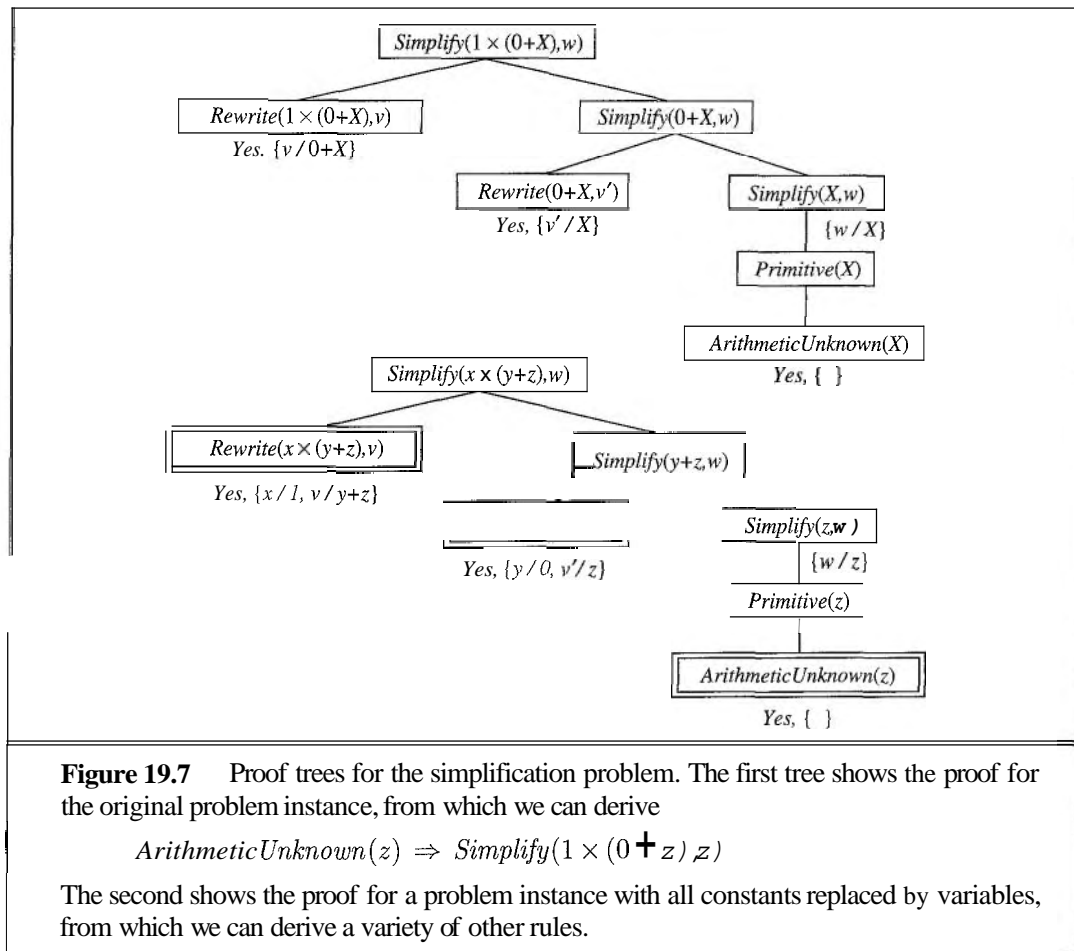 Simplify(1 × (0+X),w)
Rewrite(1 × (0+X),v)
Simplify(0+X,w)
Yes. {v/0+X}
Rewrite(0+X,v′)
Simplify(X,w)
Yes, {v′/X}
{w/X}
Primitive(X)
ArithmeticUnknown(X)
Yes, { }
Simplify(x × (y+z),w)
Rewrite(x × (y+z),v)
Simplify(y+z,w)
Yes, {x/1, v/y+z}
Simplify(z,w)
Yes, {y/0, v′/z}
{w/z}
Primitive(z)
ArithmeticUnknown(z)
Yes, { }
Figure 19.7 Proof trees for the simplification problem. The first tree shows the proof for
the original problem instance, from which we can derive
ArithmeticUnknown(z) ⇒ Simplify(1 × (0 + z),z)
The second shows the proof for a problem instance with all constants replaced by variables,
from which we can derive a variety of other rules.